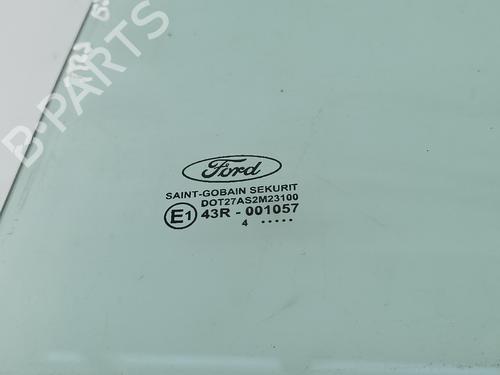 B-PARTS
Ford
SAINT-GOBAIN SEKURIT
DOT27AS2M23100
E1 43R - 001057
4 .....